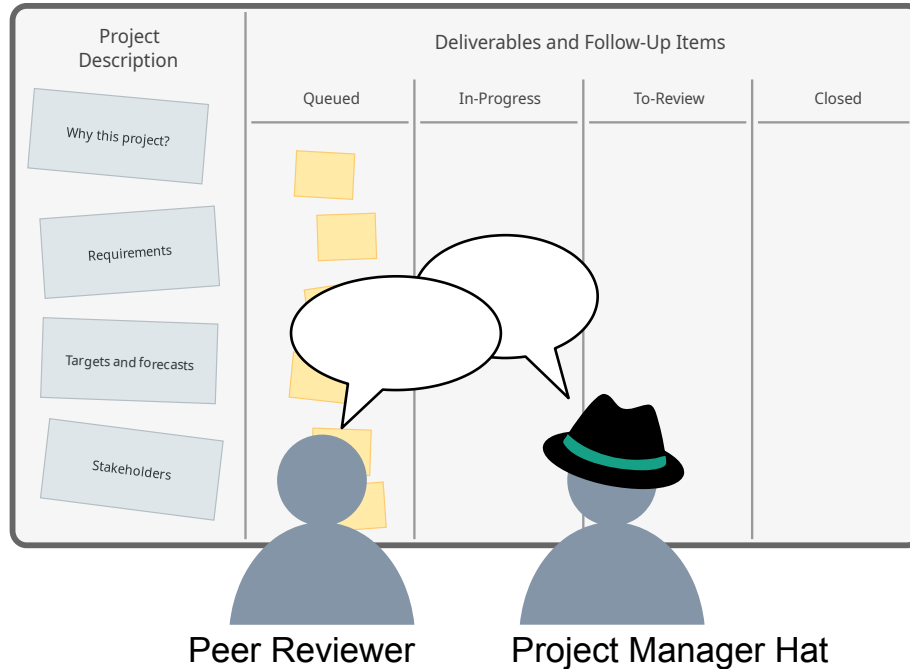 Project
Description
Deliverables and Follow-Up Items
Queued
In-Progress
To-Review
Closed
Why this project?
Requirements
Targets and forecasts
Stakeholders
Peer Reviewer
Project Manager Hat